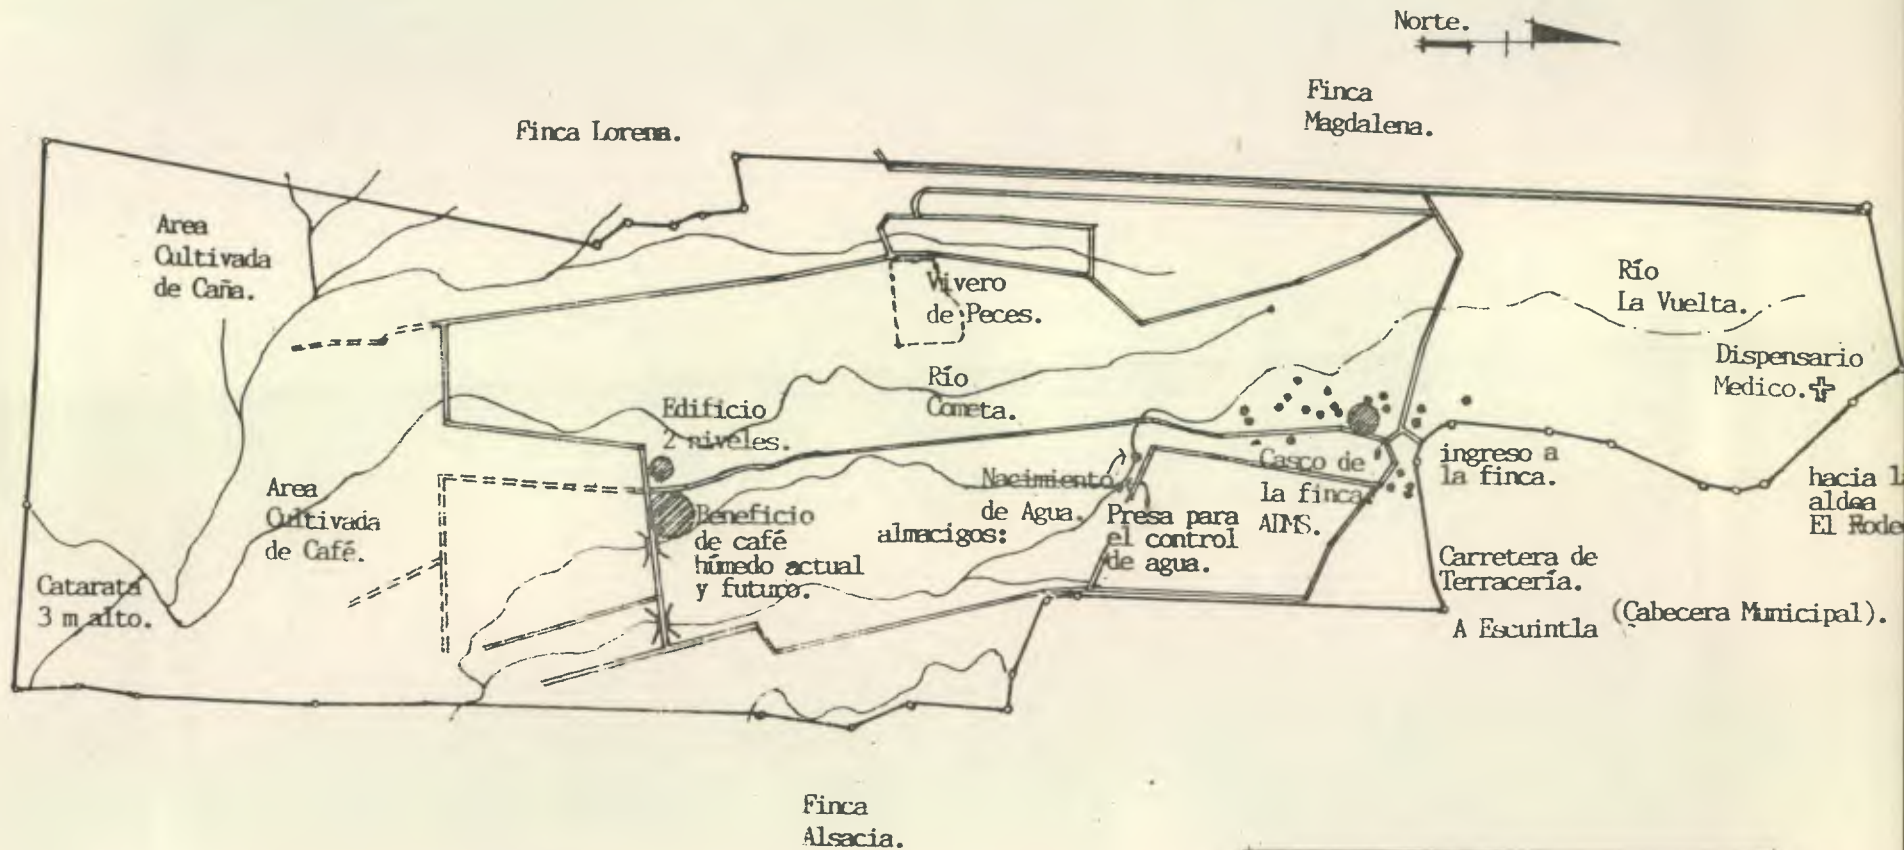 Norte.
Finca
Magdalena.
Finca Lorena.
Area
Cultivada
de Caña.
Vivero
de Peces.
Río
La Vuelta.
Dispensario
Medico.
Río
Cometa.
Edificio
2 niveles.
Area
Cultivada
de Café.
Catarata
3 m alto.
Beneficio
de café
húmedo actual
y futuro.
almacigos:
Nacimiento
de Agua.
Presa para
el control
de agua.
Casco de
la finca
AIMS.
ingreso a
la finca.
hacia
aldea
El
Carretera de
Terracería.
A Escuintla (Cabecera Municipal).
Finca
Alsacia.